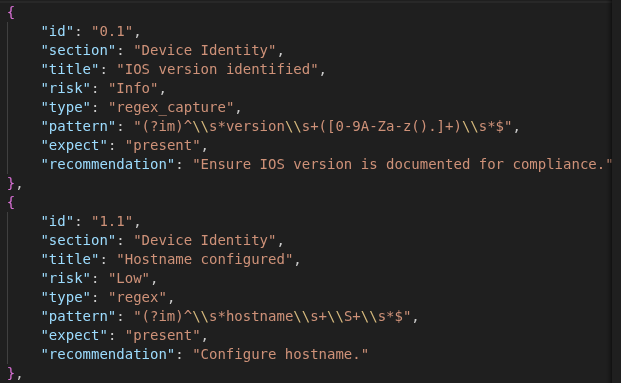 {
"id": "0.1",
"section": "Device Identity",
"title": "IOS version identified",
"risk": "Info",
"type": "regex_capture",
"pattern": "(?im)^\\s*version\\s+([0-9A-Za-z().]+)\\s*$",
"expect": "present",
"recommendation": "Ensure IOS version is documented for compliance."
},
{
"id": "1.1",
"section": "Device Identity",
"title": "Hostname configured",
"risk": "Low",
"type": "regex",
"pattern": "(?im)^\\s*hostname\\s+\\S+\\s*$",
"expect": "present",
"recommendation": "Configure hostname."
},